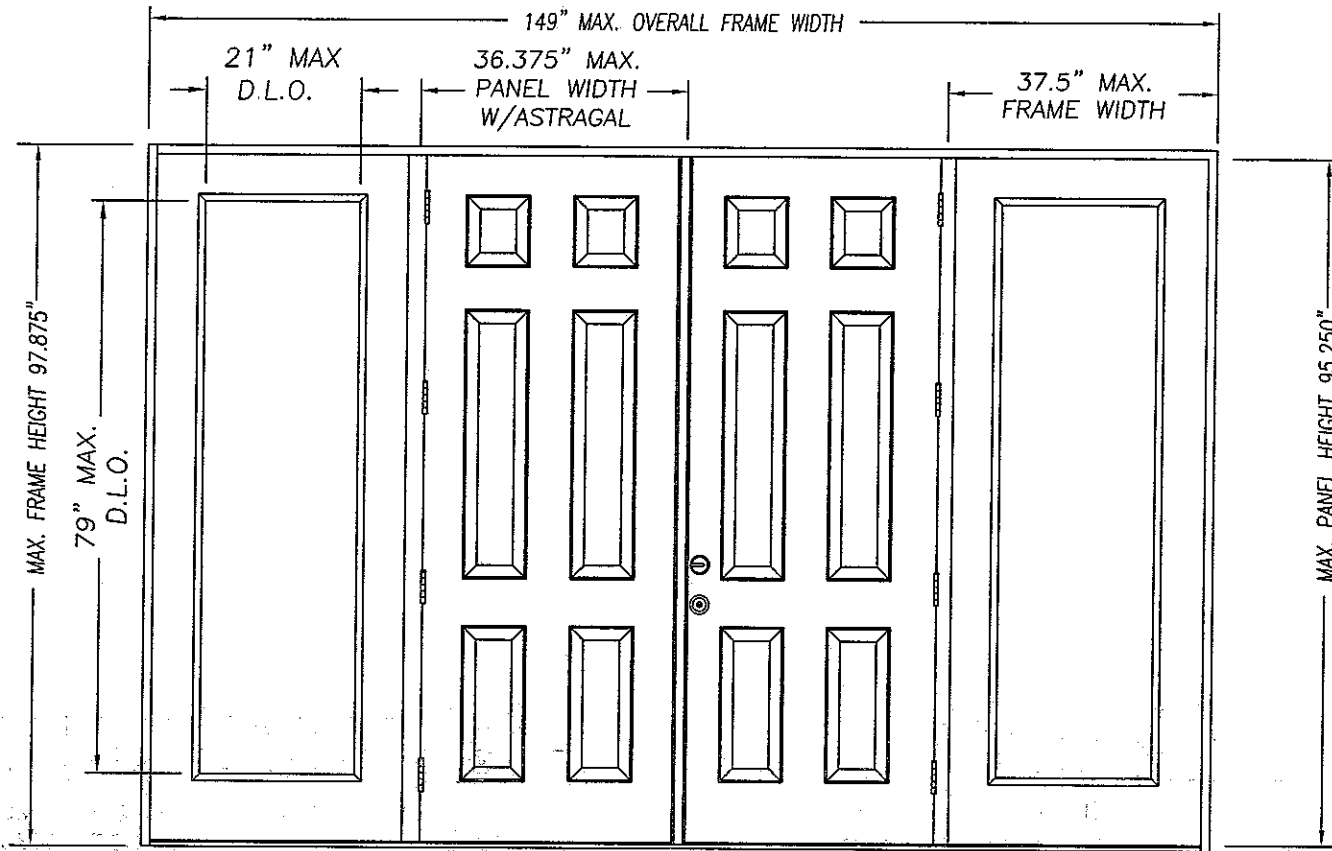 149" MAX. OVERALL FRAME WIDTH
21" MAX
D.L.O.
36.375" MAX.
PANEL WIDTH
W/ASTRAGAL
37.5" MAX.
FRAME WIDTH
MAX. FRAME HEIGHT 97.875"
79" MAX.
D.L.O.
MAX. PANEL HEIGHT 95.250"